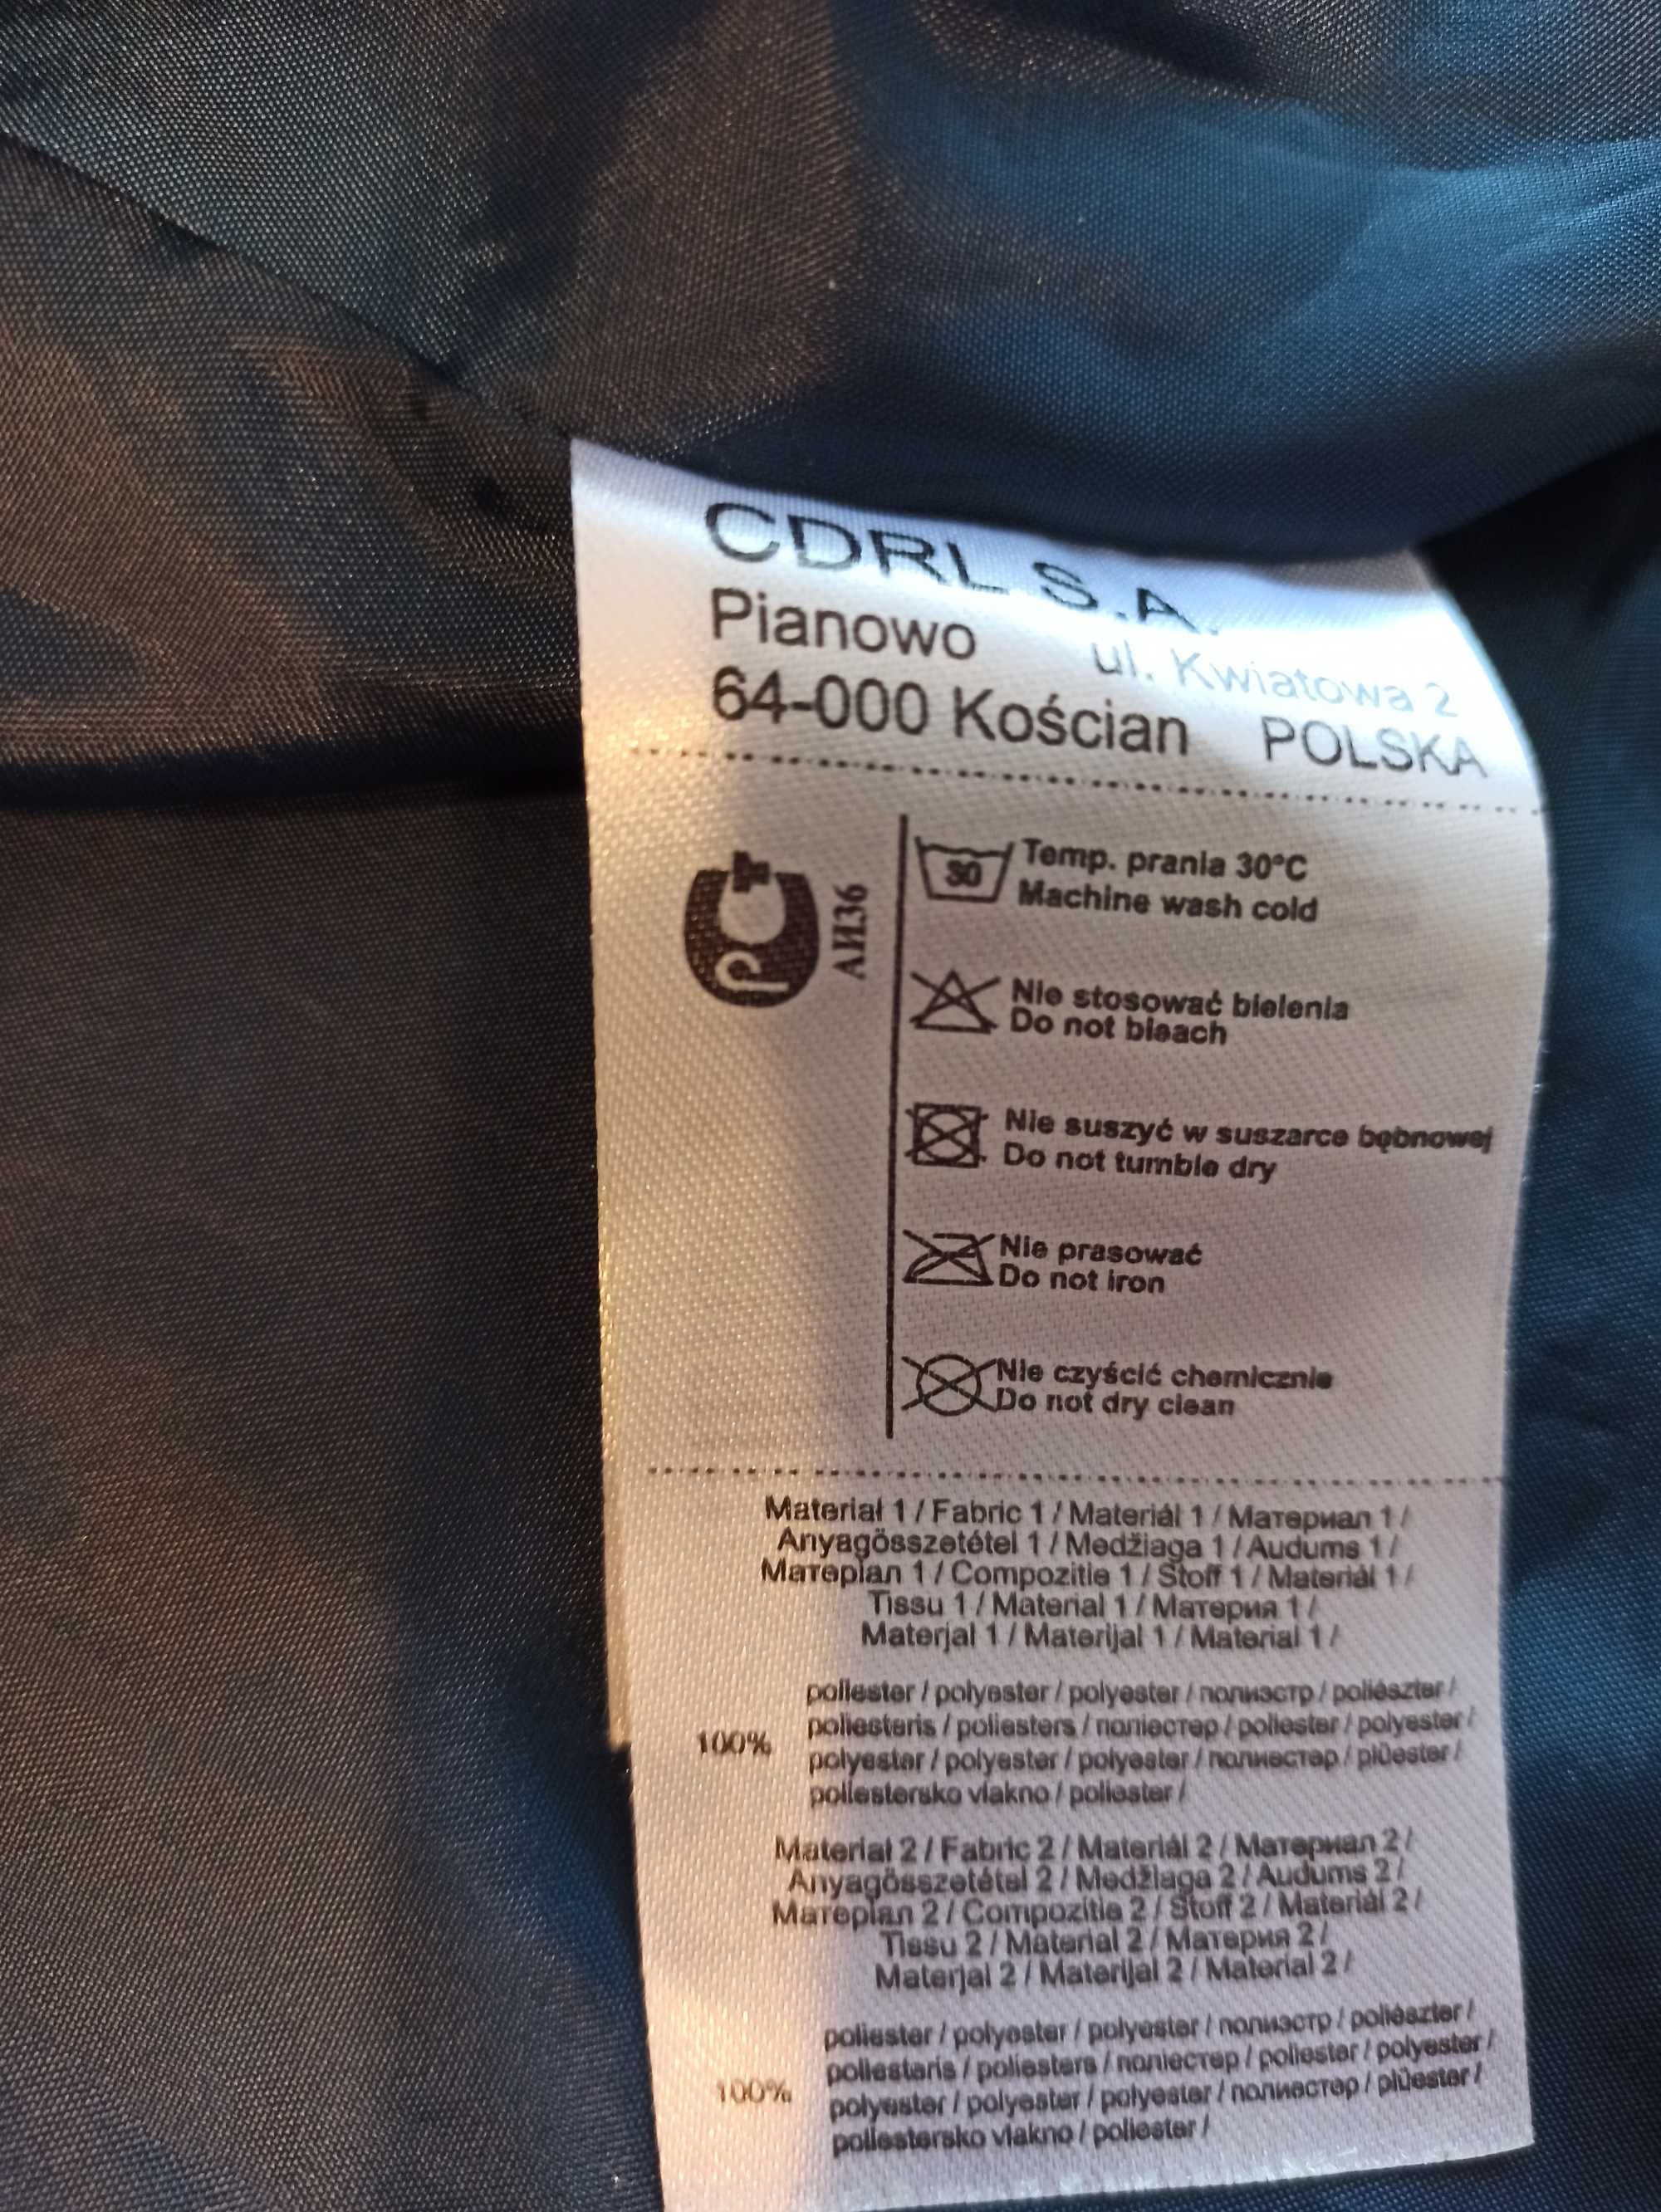 CDRL S.A.
Pianowo ul. Kwiatowa 2
64-000 Kościan POLSKA
АИ36
30 Temp. prania 30°C
Machine wash cold
Nie stosować bielenia
Do not bleach
Nie suszyć w suszarce bębnowej
Do not tumble dry
Nie prasować
Do not iron
Nie czyścić chemicznie
Do not dry clean
Materiał 1 / Fabric 1 / Materiál 1 / Материал 1 /
Anyagösszetétel 1 / Medžiaga 1 / Audums 1 /
Матеріал 1 / Compozitie 1 / Stoff 1 / Materiál 1 /
Tissu 1 / Material 1 / Материя 1 /
Materjal 1 / Materijal 1 / Material 1 /
poliester / polyester / polyester / полиэстр / poliészter /
100% poliesteris / poliesters / поліестер / poliester / polyester /
polyester / polyester / polyester / полиестер / plüester /
poliestersko vlakno / poliester /
Materiał 2 / Fabric 2 / Materiál 2 / Материал 2 /
Anyagösszetétel 2 / Medžiaga 2 / Audums 2 /
Матеріал 2 / Compozitie 2 / Stoff 2 / Materiál 2 /
Tissu 2 / Material 2 / Материя 2 /
Materjal 2 / Materijal 2 / Material 2 /
poliester / polyester / polyester / полиэстр / poliészter /
100% poliesteris / poliesters / поліестер / poliester / polyester /
polyester / polyester / polyester / полиестер / plüester /
poliestersko vlakno / poliester /